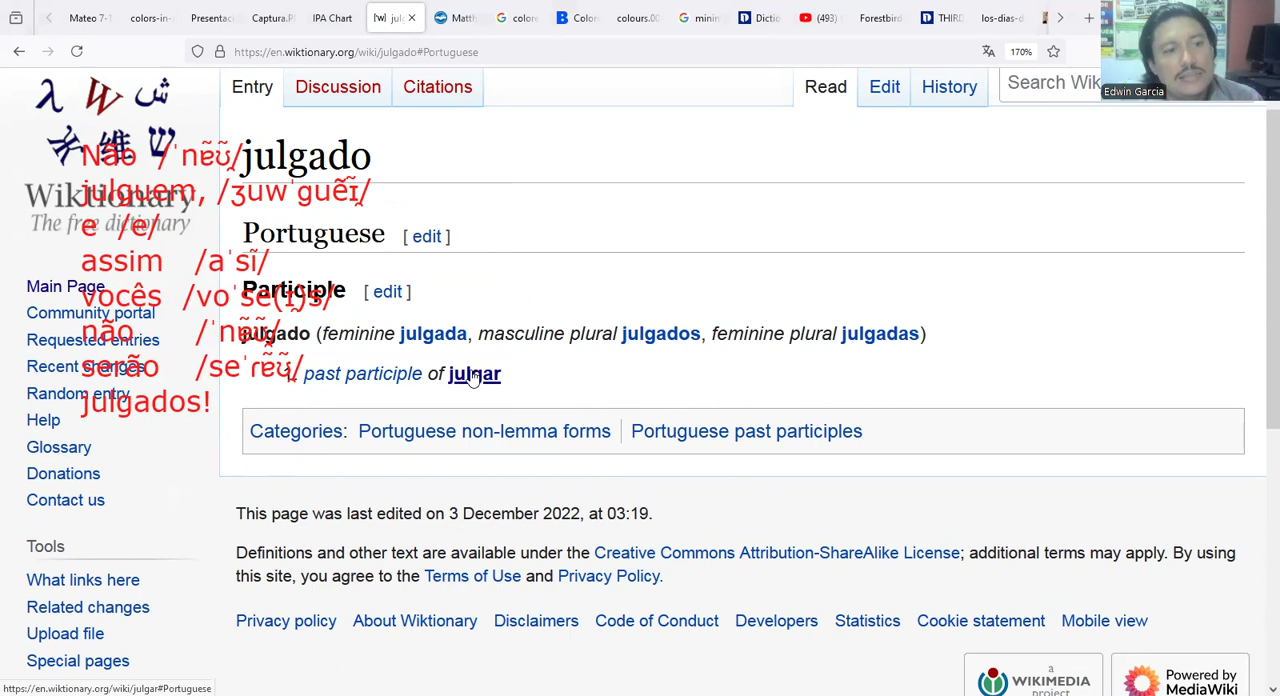 Mateo 7-1
colors-in-
Presentaci
Captura.P
IPA Chart
[w] jul
Matth
colore
Colore
colours.00
minin
Dictio
(493)
Forestbird
THIRD
los-dias-d
https://en.wiktionary.org/wiki/julgado#Portuguese
170%
Edwin Garcia
Entry
Discussion
Citations
Read
Edit
History
Search Wik
Wiktionary
The free dictionary
julgado
Portuguese [ edit ]
Participle [ edit ]
julgado (feminine julgada, masculine plural julgados, feminine plural julgadas)
1. past participle of julgar
Categories: Portuguese non-lemma forms | Portuguese past participles
This page was last edited on 3 December 2022, at 03:19.
Definitions and other text are available under the Creative Commons Attribution-ShareAlike License; additional terms may apply. By using
this site, you agree to the Terms of Use and Privacy Policy.
Privacy policy About Wiktionary Disclaimers Code of Conduct Developers Statistics Cookie statement Mobile view
a
WIKIMEDIA
project
Powered by
MediaWiki
Não /ˈnɐ̃ʊ̯̃/
julguem, /ʒuwˈguẽɪ̯̃/
e /e/
assim /aˈsĩ/
vocês /voˈse(ɪ̯)s/
não /ˈnɐ̃ʊ̯̃/
serão /seˈɾɐ̃ʊ̯̃/
julgados!
Main Page
Community portal
Requested entries
Recent changes
Random entry
Help
Glossary
Donations
Contact us
Tools
What links here
Related changes
Upload file
Special pages
https://en.wiktionary.org/wiki/julgar#Portuguese